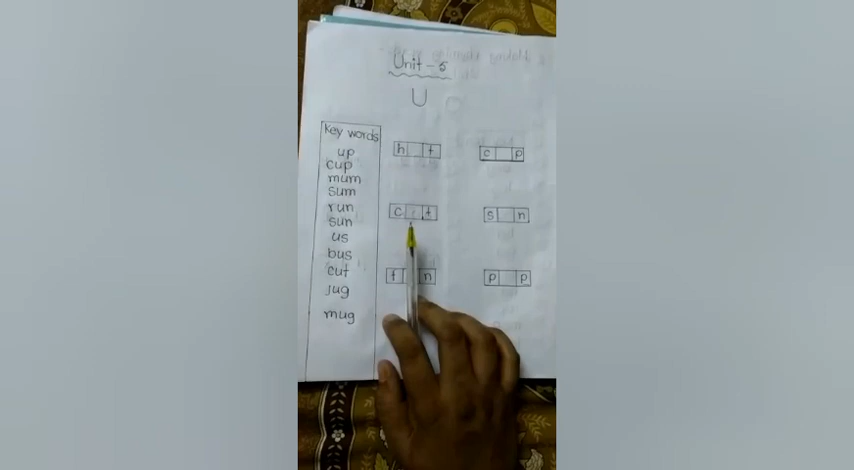 Unit - 5
U
Key words
up
cup
mum
sum
run
sun
us
bus
cut
jug
mug
h t
c p
c t
s n
f n
p p